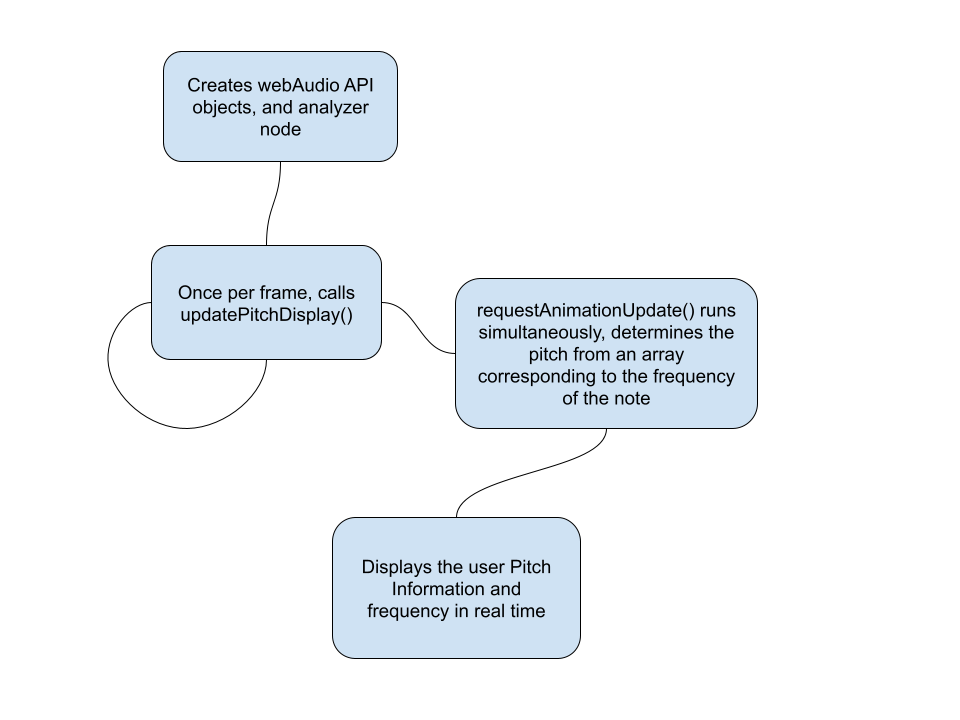 Creates webAudio API
objects, and analyzer
node
Once per frame, calls
updatePitchDisplay()
requestAnimationUpdate() runs
simultaneously, determines the
pitch from an array
corresponding to the frequency
of the note
Displays the user Pitch
Information and
frequency in real time